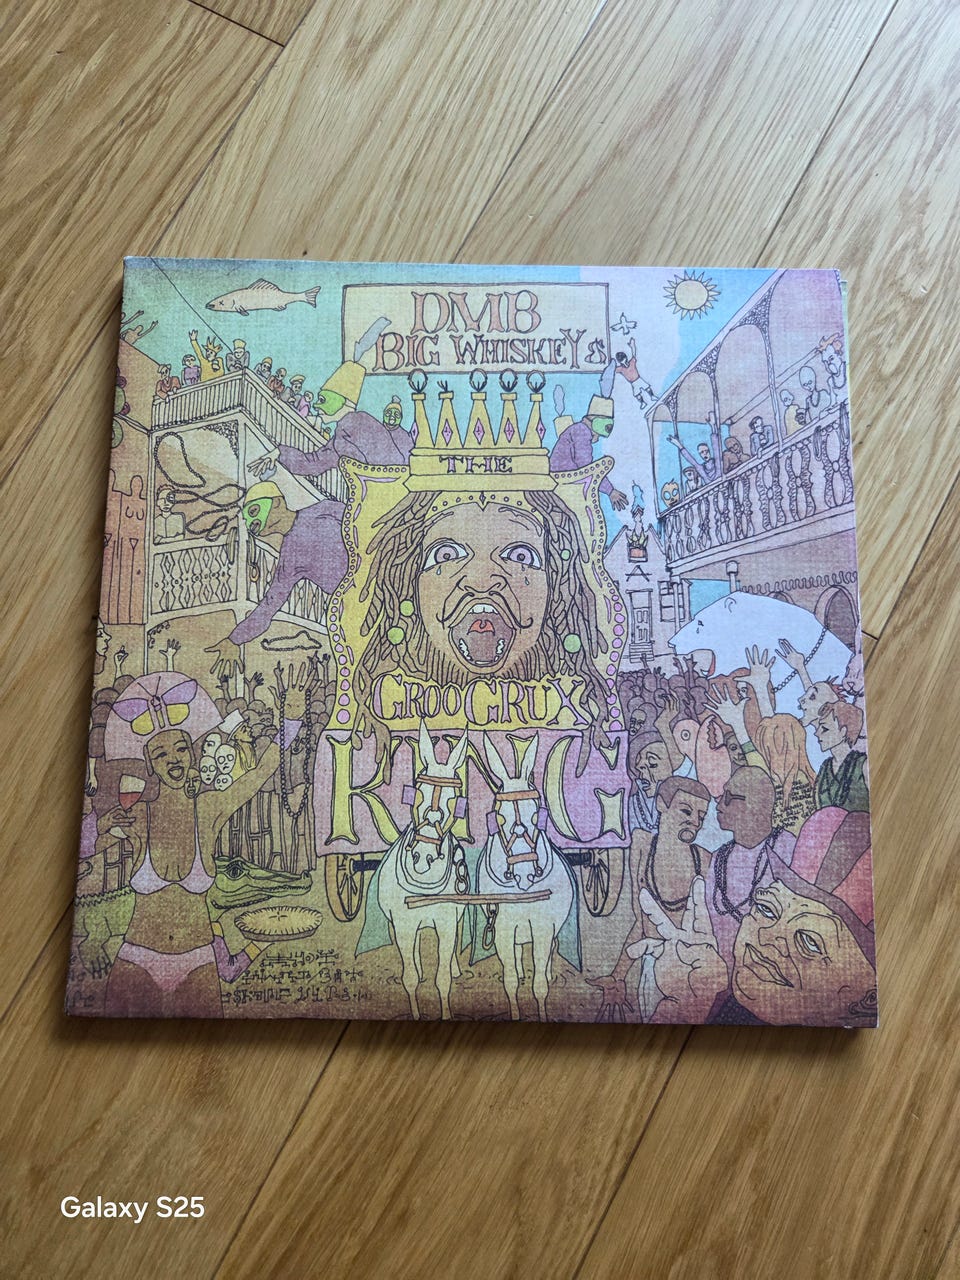 DMB
BIG WHISKEY &
THE
GROOGRUX
KING
Galaxy S25